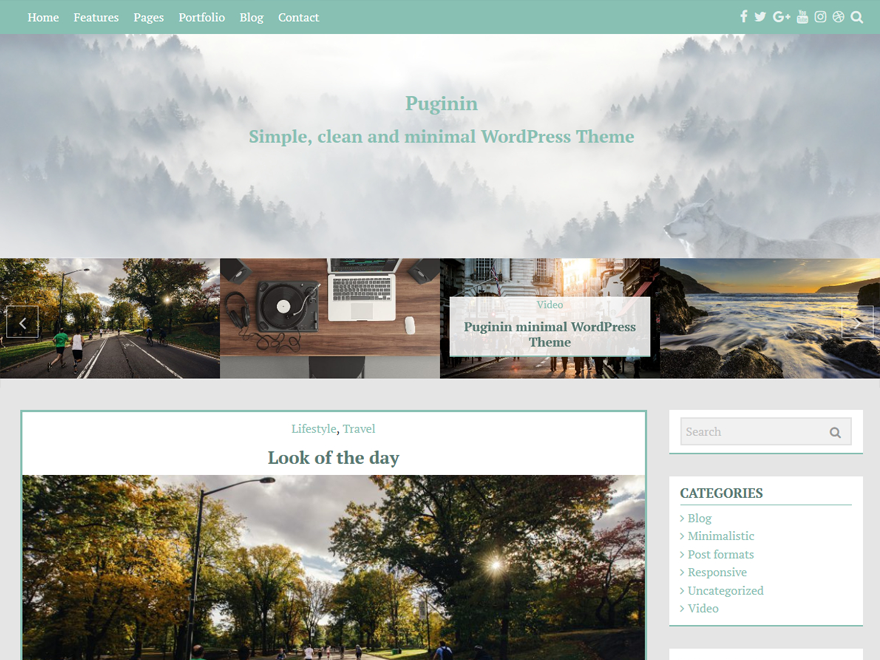 Home Features Pages Portfolio Blog Contact
Puginin
Simple, clean and minimal WordPress Theme
Video
Puginin minimal WordPress
Theme
Lifestyle, Travel
Look of the day
Search
CATEGORIES
Blog
Minimalistic
Post formats
Responsive
Uncategorized
Video